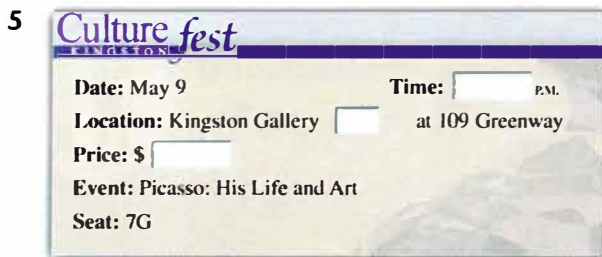 5
Culture fest
KINGSTON
Date: May 9 Time: P.M.
Location: Kingston Gallery at 109 Greenway
Price: $
Event: Picasso: His Life and Art
Seat: 7G